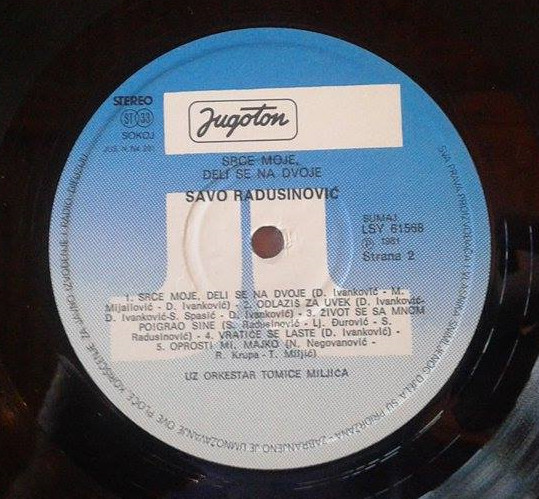 STEREO
ST 33
SOKOJ
Jugoton
SRCE MOJE,
DELI SE NA DVOJE
SAVO RADUSINOVIĆ
SUMAJ
LSY 61568
Ⓟ 1981
Strana 2
1. SRCE MOJE, DELI SE NA DVOJE (D. Ivanković - M.
Mijailović - D. Ivanković) - 2. ODLAZIŠ ZA UVEK (D. Ivanković-
D. Ivanković-S. Spasić - D. Ivanković) - 3. ŽIVOT SE SA MNOM
POIGRAO SINE (S. Radusinović - Lj. Đurović - S.
Radusinović) - 4. VRATIĆE SE LASTE (D. Ivanković) -
5. OPROSTI MI, MAJKO (N. Negovanović -
R. Krupa - T. Miljić)
UZ ORKESTAR TOMICE MILJIĆA